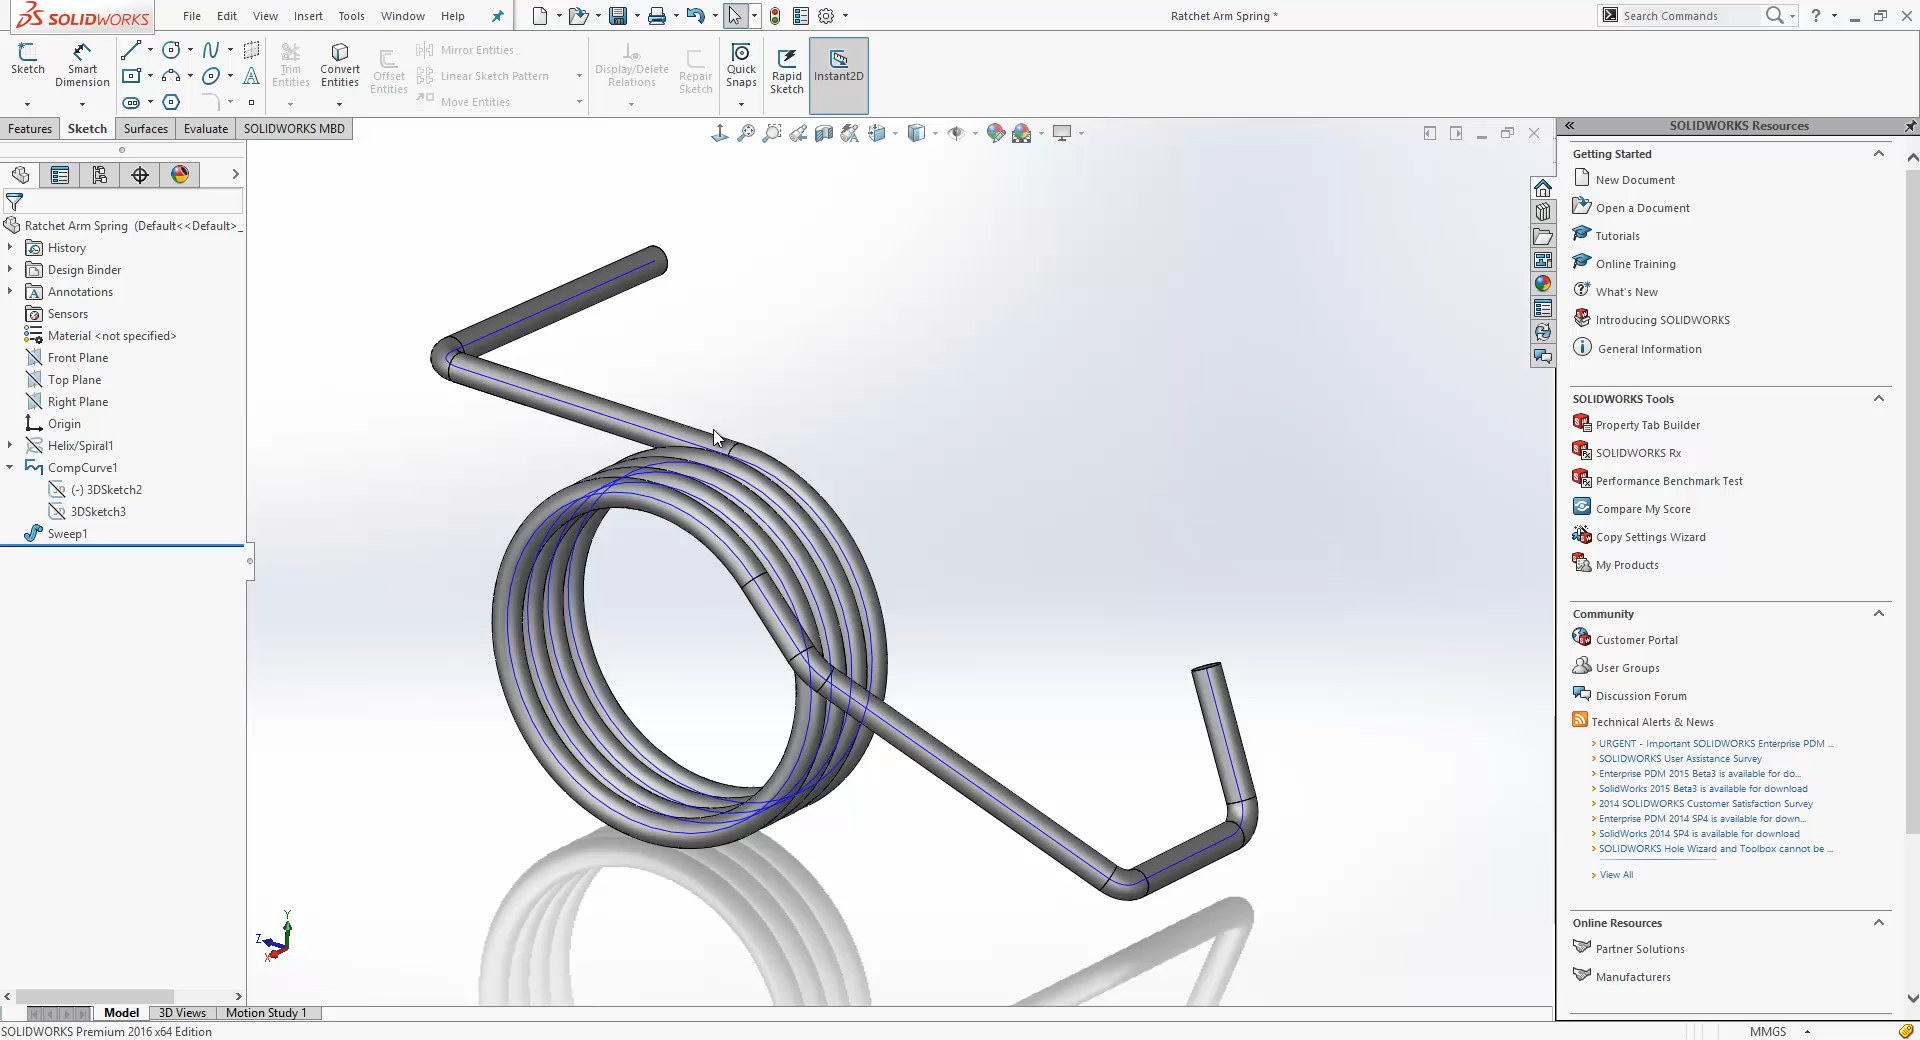 SOLIDWORKS
File Edit View Insert Tools Window Help
Ratchet Arm Spring *
Search Commands
?
Sketch
Smart Dimension
Trim Entities
Convert Entities
Offset Entities
Mirror Entities
Linear Sketch Pattern
Move Entities
Display/Delete Relations
Repair Sketch
Quick Snaps
Rapid Sketch
Instant2D
Features Sketch Surfaces Evaluate SOLIDWORKS MBD
Ratchet Arm Spring (Default<<Default>_
History
Design Binder
Annotations
Sensors
Material <not specified>
Front Plane
Top Plane
Right Plane
Origin
Helix/Spiral1
CompCurve1
(-) 3DSketch2
3DSketch3
Sweep1
Y
Z
X
SOLIDWORKS Resources
Getting Started
New Document
Open a Document
Tutorials
Online Training
What's New
Introducing SOLIDWORKS
General Information
SOLIDWORKS Tools
Property Tab Builder
SOLIDWORKS Rx
Performance Benchmark Test
Compare My Score
Copy Settings Wizard
My Products
Community
Customer Portal
User Groups
Discussion Forum
Technical Alerts & News
URGENT - Important SOLIDWORKS Enterprise PDM ...
SOLIDWORKS User Assistance Survey
Enterprise PDM 2015 Beta3 is available for do...
SolidWorks 2015 Beta3 is available for download
2014 SOLIDWORKS Customer Satisfaction Survey
Enterprise PDM 2014 SP4 is available for down...
SolidWorks 2014 SP4 is available for download
SOLIDWORKS Hole Wizard and Toolbox cannot be ...
View All
Online Resources
Partner Solutions
Manufacturers
Model 3D Views Motion Study 1
SOLIDWORKS Premium 2016 x64 Edition
MMGS